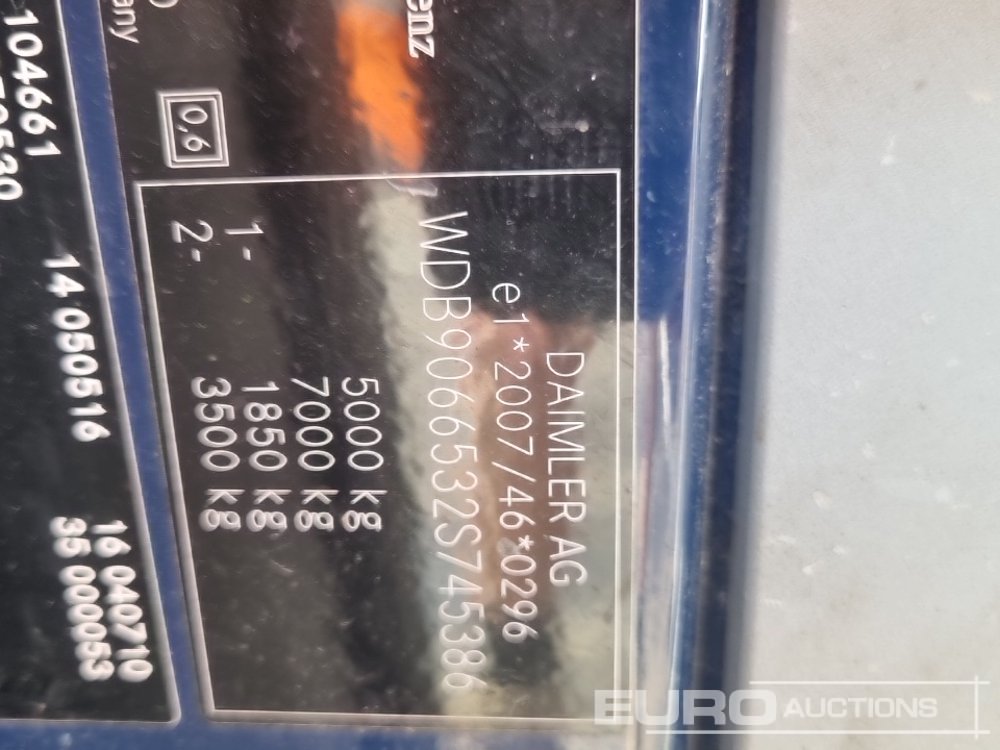 DAIMLER AG
e1*2007/46*0296
WDB9066532S745386
5000 kg
7000 kg
1- 1850 kg
2- 3500 kg
0,6
104661 14 050516 16 040710
35 000053
EURO AUCTIONS